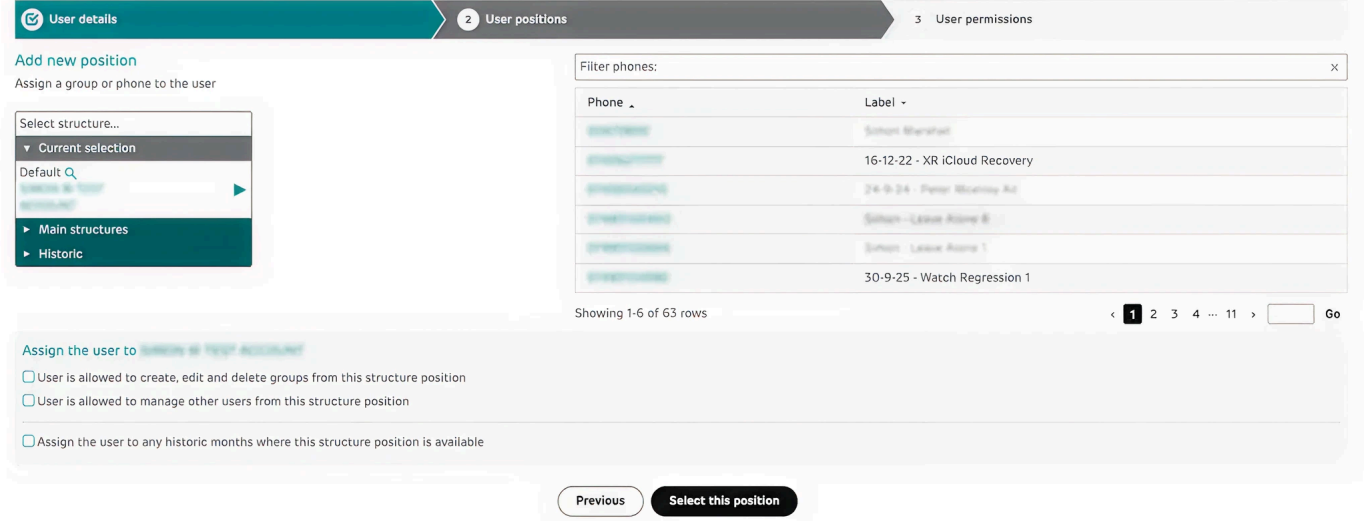 User details
2 User positions
3 User permissions
Add new position
Assign a group or phone to the user
Select structure...
Current selection
Default
Main structures
Historic
Filter phones: x
Phone Label
16-12-22 - XR iCloud Recovery
30-9-25 - Watch Regression 1
Showing 1-6 of 63 rows
‹ 1 2 3 4 ... 11 › Go
Assign the user to
User is allowed to create, edit and delete groups from this structure position
User is allowed to manage other users from this structure position
Assign the user to any historic months where this structure position is available
Previous Select this position